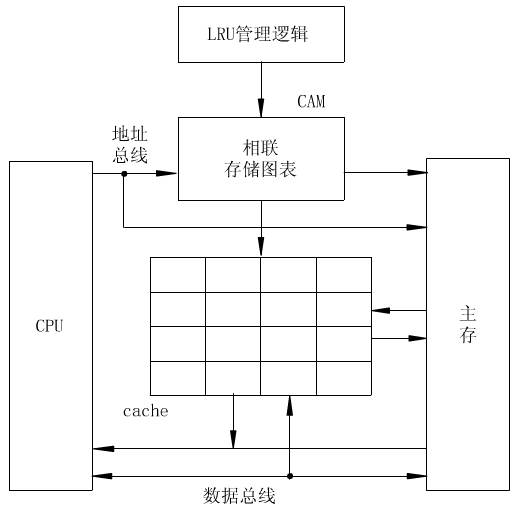 LRU管理逻辑
CAM
地址
总线
相联
存储图表
CPU
主
存
cache
数据总线